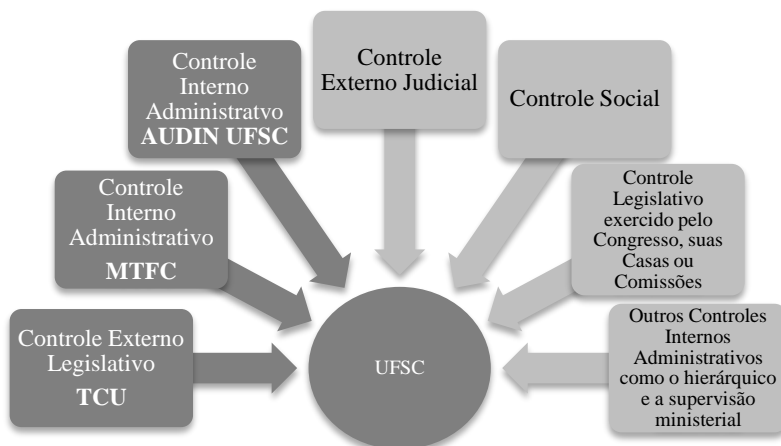 Controle
Interno
Administratvo
AUDIN UFSC
Controle
Externo Judicial
Controle Social
Controle
Interno
Administrativo
MTFC
Controle
Legislativo
exercido pelo
Congresso, suas
Casas ou
Comissões
Controle Externo
Legislativo
TCU
UFSC
Outros Controles
Internos
Administrativos
como o hierárquico
e a supervisão
ministerial